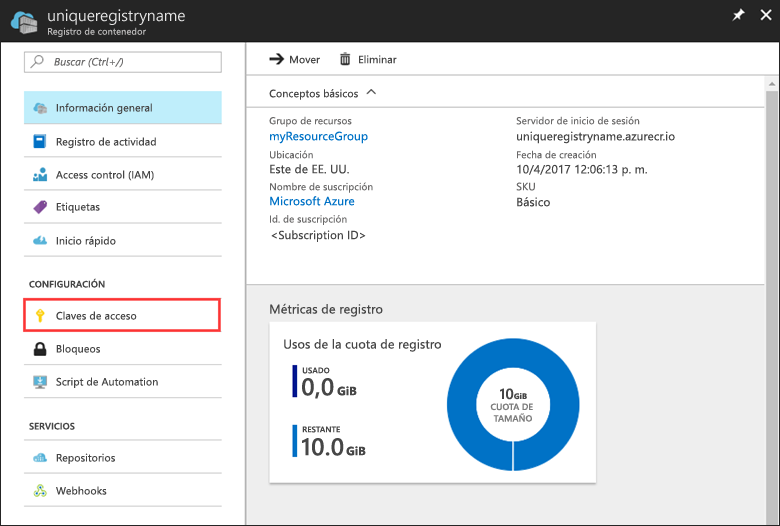 uniqueregistryname
Registro de contenedor
Buscar (Ctrl+/)
Información general
Registro de actividad
Access control (IAM)
Etiquetas
Inicio rápido
CONFIGURACIÓN
Claves de acceso
Bloqueos
Script de Automation
SERVICIOS
Repositorios
Webhooks
Mover
Eliminar
Conceptos básicos
Grupo de recursos
myResourceGroup
Ubicación
Este de EE. UU.
Nombre de suscripción
Microsoft Azure
Id. de suscripción
<Subscription ID>
Servidor de inicio de sesión
uniqueregistryname.azurecr.io
Fecha de creación
10/4/2017 12:06:13 p. m.
SKU
Básico
Métricas de registro
Usos de la cuota de registro
USADO
0,0 GiB
RESTANTE
10.0 GiB
10 GiB
CUOTA DE
TAMAÑO